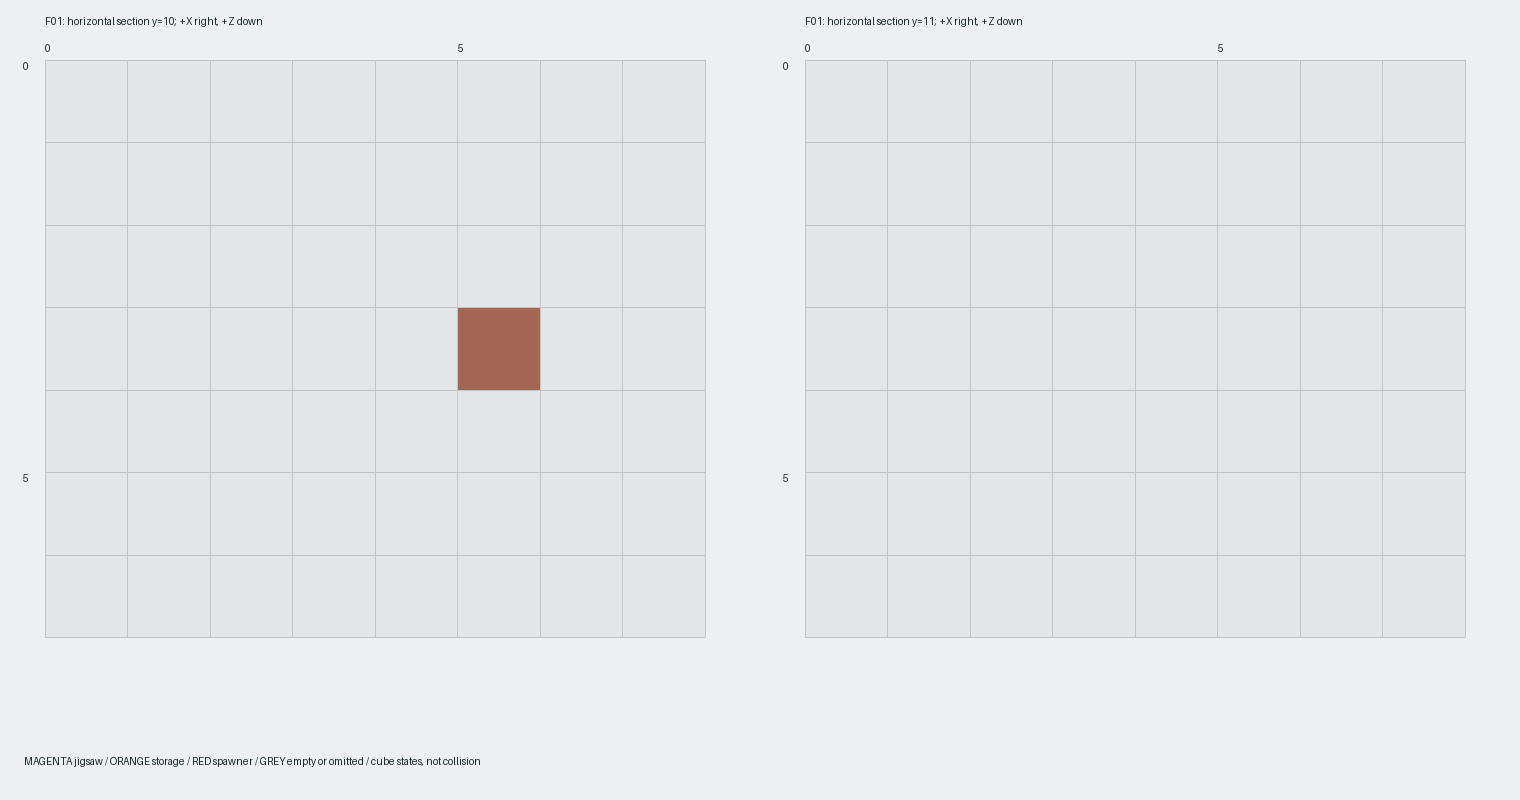 F01: horizontal section y=10; +X right, +Z down
F01: horizontal section y=11; +X right, +Z down
0 5
0 5
0
0
5
5
MAGENTA jigsaw / ORANGE storage / RED spawner / GREY empty or omitted / cube states, not collision